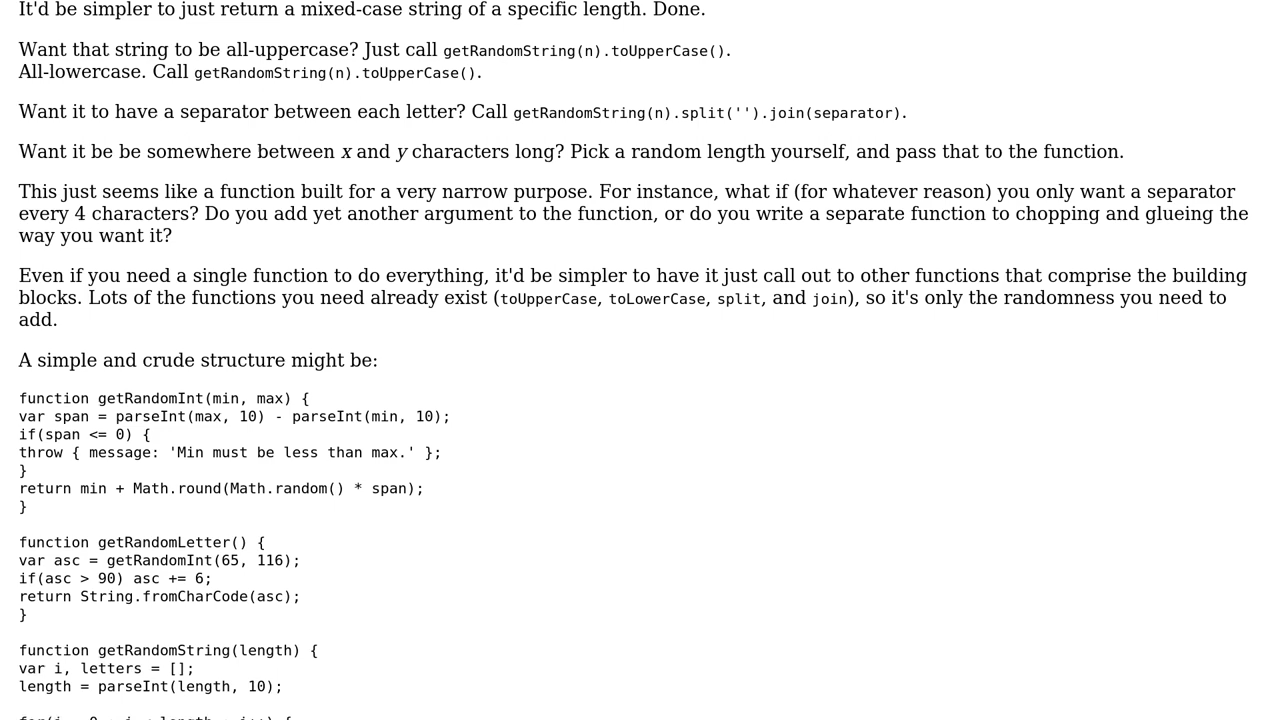 It'd be simpler to just return a mixed-case string of a specific length. Done.
Want that string to be all-uppercase? Just call getRandomString(n).toUpperCase().
All-lowercase. Call getRandomString(n).toUpperCase().
Want it to have a separator between each letter? Call getRandomString(n).split('').join(separator).
Want it be be somewhere between x and y characters long? Pick a random length yourself, and pass that to the function.
This just seems like a function built for a very narrow purpose. For instance, what if (for whatever reason) you only want a separator
every 4 characters? Do you add yet another argument to the function, or do you write a separate function to chopping and glueing the
way you want it?
Even if you need a single function to do everything, it'd be simpler to have it just call out to other functions that comprise the building
blocks. Lots of the functions you need already exist (toUpperCase, toLowerCase, split, and join), so it's only the randomness you need to
add.
A simple and crude structure might be:
function getRandomInt(min, max) {
var span = parseInt(max, 10) - parseInt(min, 10);
if(span <= 0) {
throw { message: 'Min must be less than max.' };
}
return min + Math.round(Math.random() * span);
}
function getRandomLetter() {
var asc = getRandomInt(65, 116);
if(asc > 90) asc += 6;
return String.fromCharCode(asc);
}
function getRandomString(length) {
var i, letters = [];
length = parseInt(length, 10);